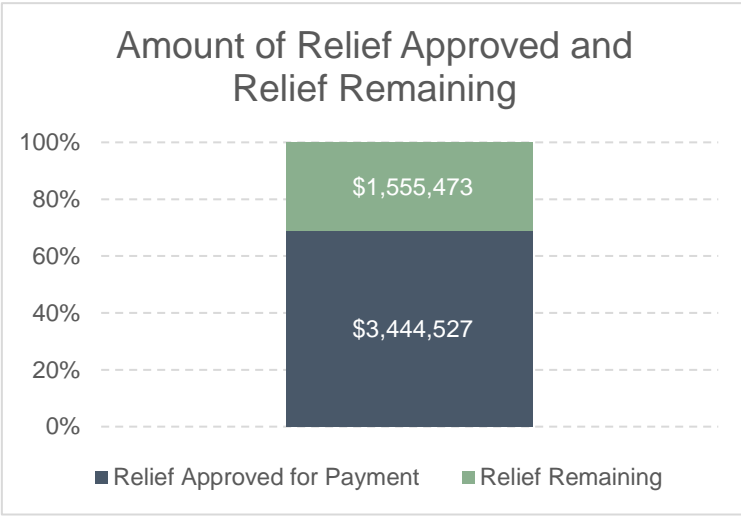 Amount of Relief Approved and
Relief Remaining
100%
80%
60%
40%
20%
0%
$1,555,473
$3,444,527
Relief Approved for Payment
Relief Remaining